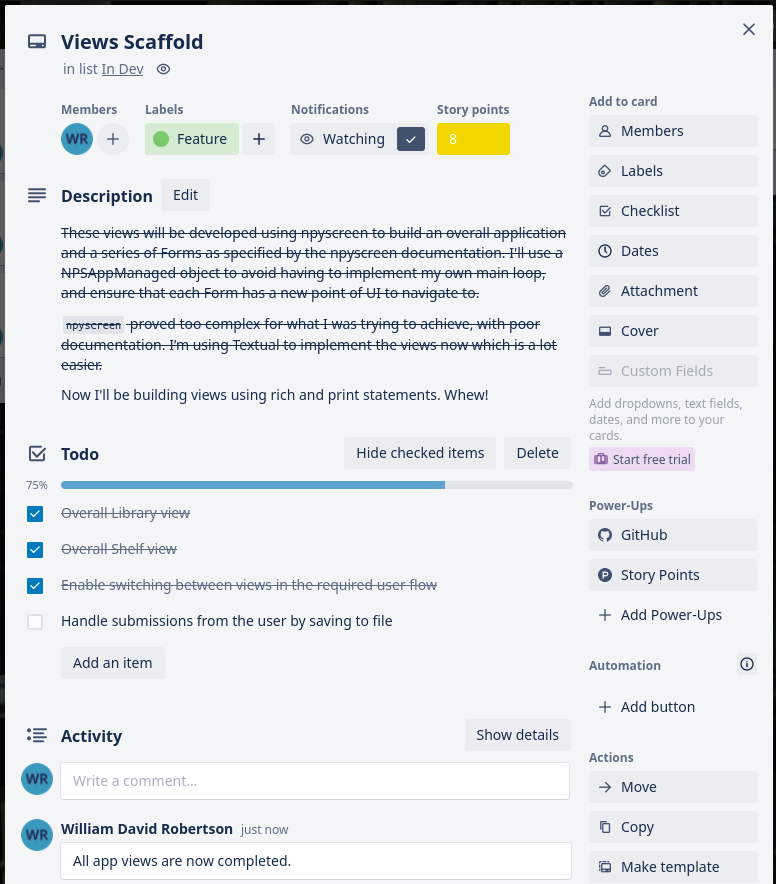 Views Scaffold
in list In Dev
Members
Labels
Notifications
Story points
WR
Feature
Watching
8
Description
Edit
These views will be developed using npyscreen to build an overall application
and a series of Forms as specified by the npyscreen documentation. I'll use a
NPSAppManaged object to avoid having to implement my own main loop,
and ensure that each Form has a new point of UI to navigate to.
npyscreen proved too complex for what I was trying to achieve, with poor
documentation. I'm using Textual to implement the views now which is a lot
easier.
Now I'll be building views using rich and print statements. Whew!
Todo
Hide checked items
Delete
75%
Overall Library view
Overall Shelf view
Enable switching between views in the required user flow
Handle submissions from the user by saving to file
Add an item
Activity
Show details
WR
Write a comment…
WR
William David Robertson just now
All app views are now completed.
Add to card
Members
Labels
Checklist
Dates
Attachment
Cover
Custom Fields
Add dropdowns, text fields,
dates, and more to your
cards.
Start free trial
Power-Ups
GitHub
Story Points
Add Power-Ups
Automation
Add button
Actions
Move
Copy
Make template